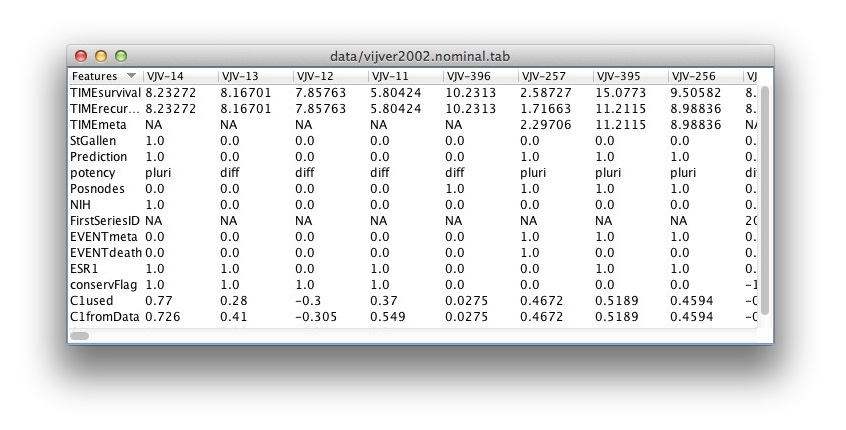 data/vijver2002.nominal.tab
Features VJV-14 VJV-13 VJV-12 VJV-11 VJV-396 VJV-257 VJV-395 VJV-256 VJ
TIMEsurvival 8.23272 8.16701 7.85763 5.80424 10.2313 2.58727 15.0773 9.50582 8.
TIMErecur... 8.23272 8.16701 7.85763 5.80424 10.2313 1.71663 11.2115 8.98836 8.
TIMEmeta NA NA NA NA NA 2.29706 11.2115 8.98836 NA
StGallen 1.0 0.0 0.0 0.0 0.0 0.0 0.0 0.0 0.
Prediction 1.0 0.0 0.0 0.0 0.0 1.0 1.0 1.0 0.
potency pluri diff diff diff diff pluri pluri pluri di
Posnodes 0.0 0.0 0.0 0.0 1.0 1.0 1.0 1.0 0.
NIH 1.0 0.0 0.0 0.0 0.0 0.0 0.0 0.0 0.
FirstSeriesID NA NA NA NA NA NA NA NA 20
EVENTmeta 0.0 0.0 0.0 0.0 0.0 1.0 1.0 1.0 0.
EVENTdeath 0.0 0.0 0.0 0.0 0.0 1.0 0.0 1.0 0.
ESR1 1.0 1.0 0.0 1.0 0.0 0.0 1.0 1.0 0.
conservFlag 1.0 1.0 1.0 1.0 0.0 0.0 0.0 0.0 -1
C1used 0.77 0.28 -0.3 0.37 0.0275 0.4672 0.5189 0.4594 -0
C1fromData 0.726 0.41 -0.305 0.549 0.0275 0.4672 0.5189 0.4594 -0